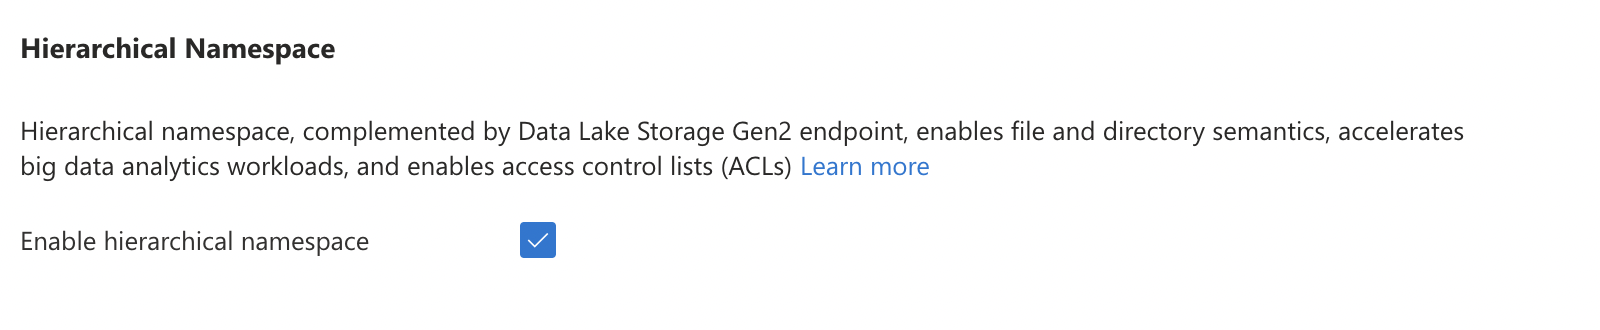 Hierarchical Namespace
Hierarchical namespace, complemented by Data Lake Storage Gen2 endpoint, enables file and directory semantics, accelerates
big data analytics workloads, and enables access control lists (ACLs) Learn more
Enable hierarchical namespace